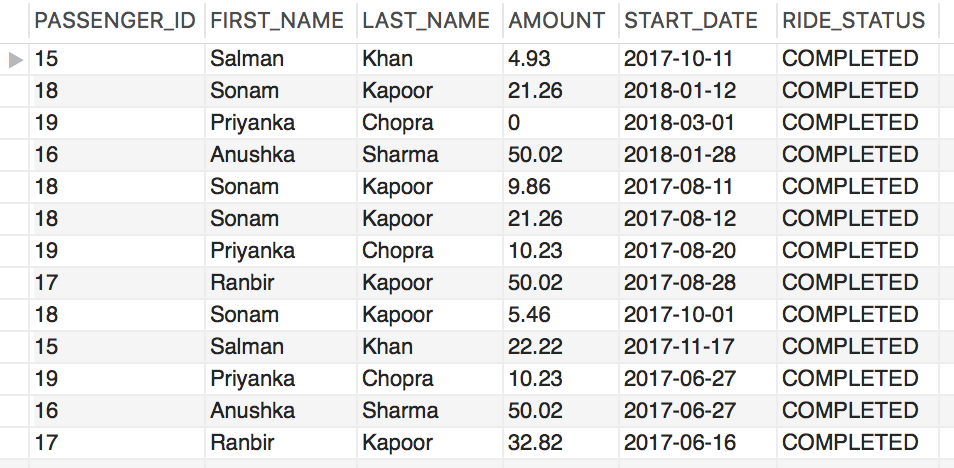 PASSENGER_ID FIRST_NAME LAST_NAME AMOUNT START_DATE RIDE_STATUS
15 Salman Khan 4.93 2017-10-11 COMPLETED
18 Sonam Kapoor 21.26 2018-01-12 COMPLETED
19 Priyanka Chopra 0 2018-03-01 COMPLETED
16 Anushka Sharma 50.02 2018-01-28 COMPLETED
18 Sonam Kapoor 9.86 2017-08-11 COMPLETED
18 Sonam Kapoor 21.26 2017-08-12 COMPLETED
19 Priyanka Chopra 10.23 2017-08-20 COMPLETED
17 Ranbir Kapoor 50.02 2017-08-28 COMPLETED
18 Sonam Kapoor 5.46 2017-10-01 COMPLETED
15 Salman Khan 22.22 2017-11-17 COMPLETED
19 Priyanka Chopra 10.23 2017-06-27 COMPLETED
16 Anushka Sharma 50.02 2017-06-27 COMPLETED
17 Ranbir Kapoor 32.82 2017-06-16 COMPLETED